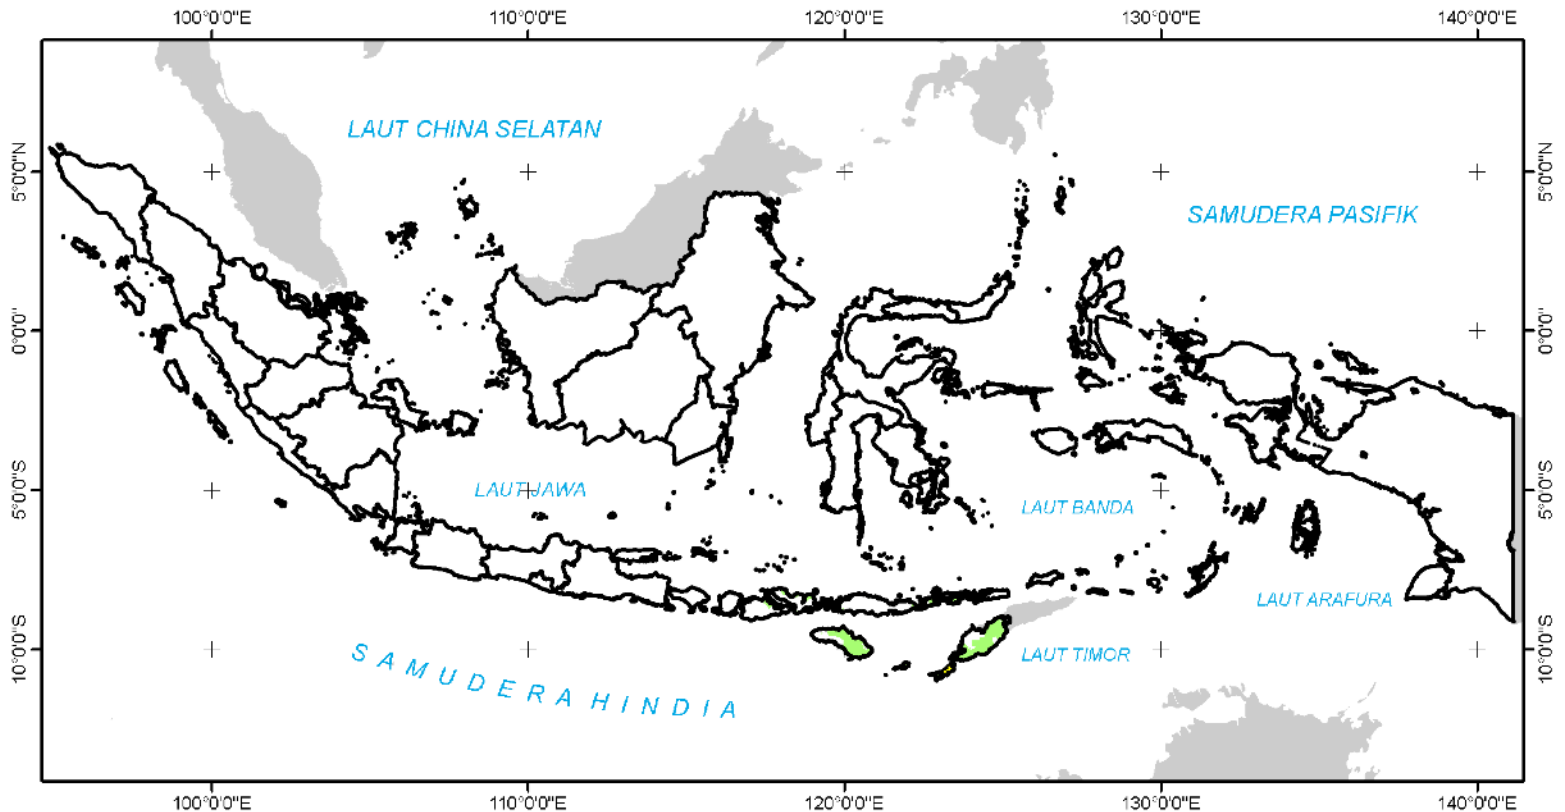 100°0'0"E 110°0'0"E 120°0'0"E 130°0'0"E 140°0'0"E
LAUT CHINA SELATAN
5°0'0"N 5°0'0"N
SAMUDERA PASIFIK
0°0'0" 0°0'0"
5°0'0"S LAUT JAWA 5°0'0"S
LAUT BANDA
LAUT ARAFURA
10°0'0"S LAUT TIMOR 10°0'0"S
SAMUDERA HINDIA
100°0'0"E 110°0'0"E 120°0'0"E 130°0'0"E 140°0'0"E